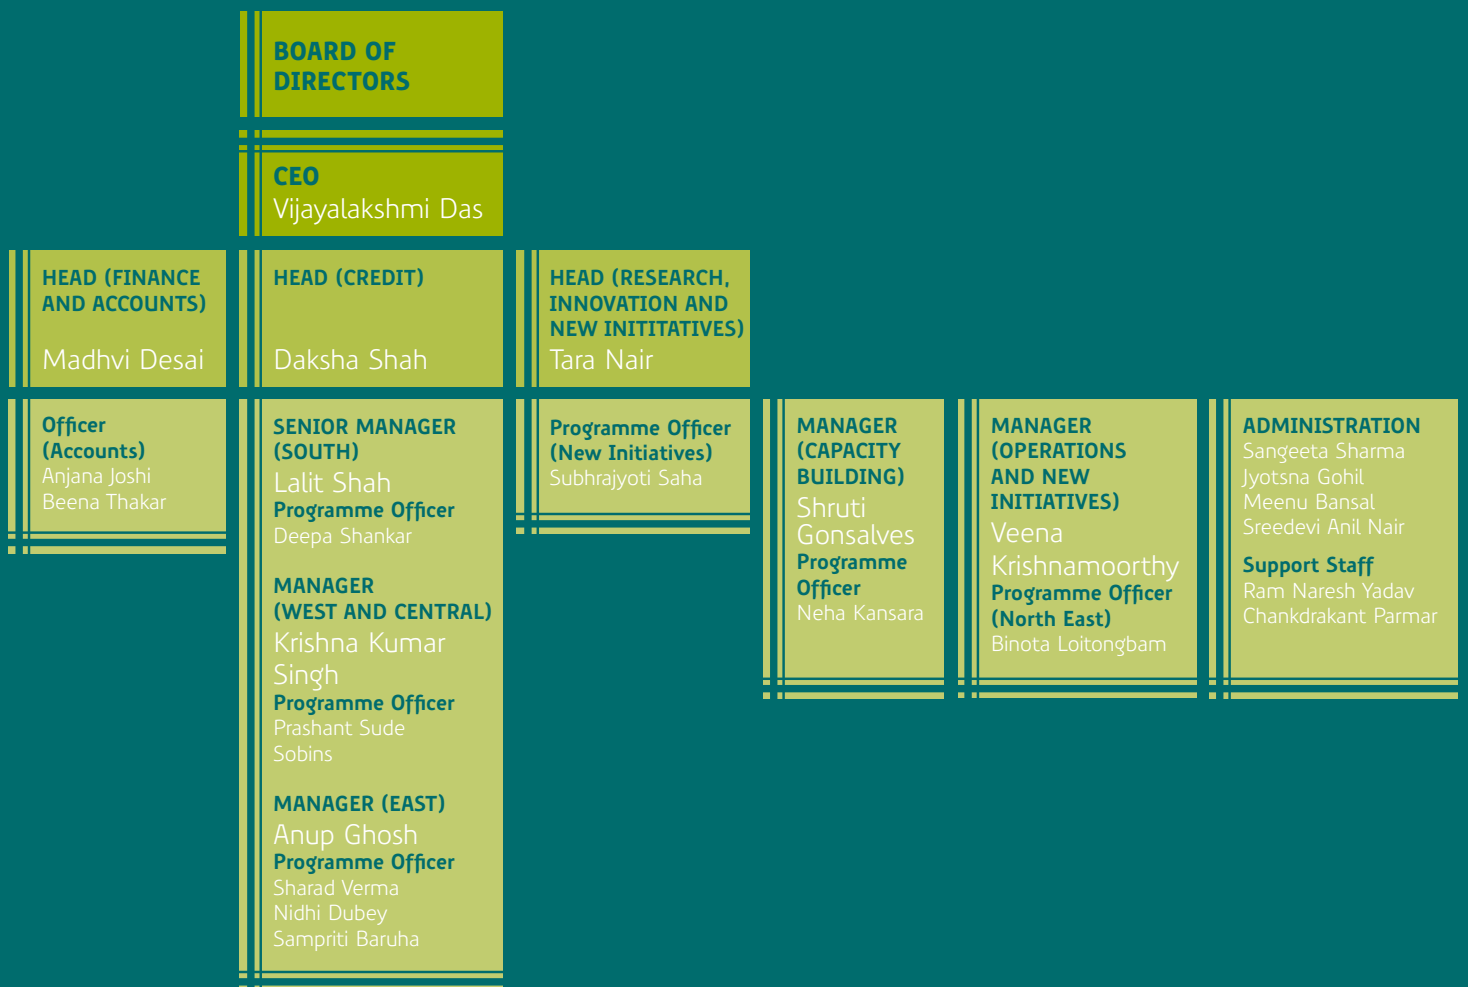 BOARD OF
DIRECTORS
CEO
Vijayalakshmi Das
HEAD (FINANCE
AND ACCOUNTS)
Madhvi Desai
HEAD (CREDIT)
Daksha Shah
HEAD (RESEARCH,
INNOVATION AND
NEW INITITATIVES)
Tara Nair
Officer
(Accounts)
Anjana Joshi
Beena Thakar
SENIOR MANAGER
(SOUTH)
Lalit Shah
Programme Officer
Deepa Shankar
MANAGER
(WEST AND CENTRAL)
Krishna Kumar
Singh
Programme Officer
Prashant Sude
Sobins
MANAGER (EAST)
Anup Ghosh
Programme Officer
Sharad Verma
Nidhi Dubey
Sampriti Baruha
Programme Officer
(New Initiatives)
Subhrajyoti Saha
MANAGER
(CAPACITY
BUILDING)
Shruti
Gonsalves
Programme
Officer
Neha Kansara
MANAGER
(OPERATIONS
AND NEW
INITIATIVES)
Veena
Krishnamoorthy
Programme Officer
(North East)
Binota Loitongbam
ADMINISTRATION
Sangeeta Sharma
Jyotsna Gohil
Meenu Bansal
Sreedevi Anil Nair
Support Staff
Ram Naresh Yadav
Chankdrakant Parmar